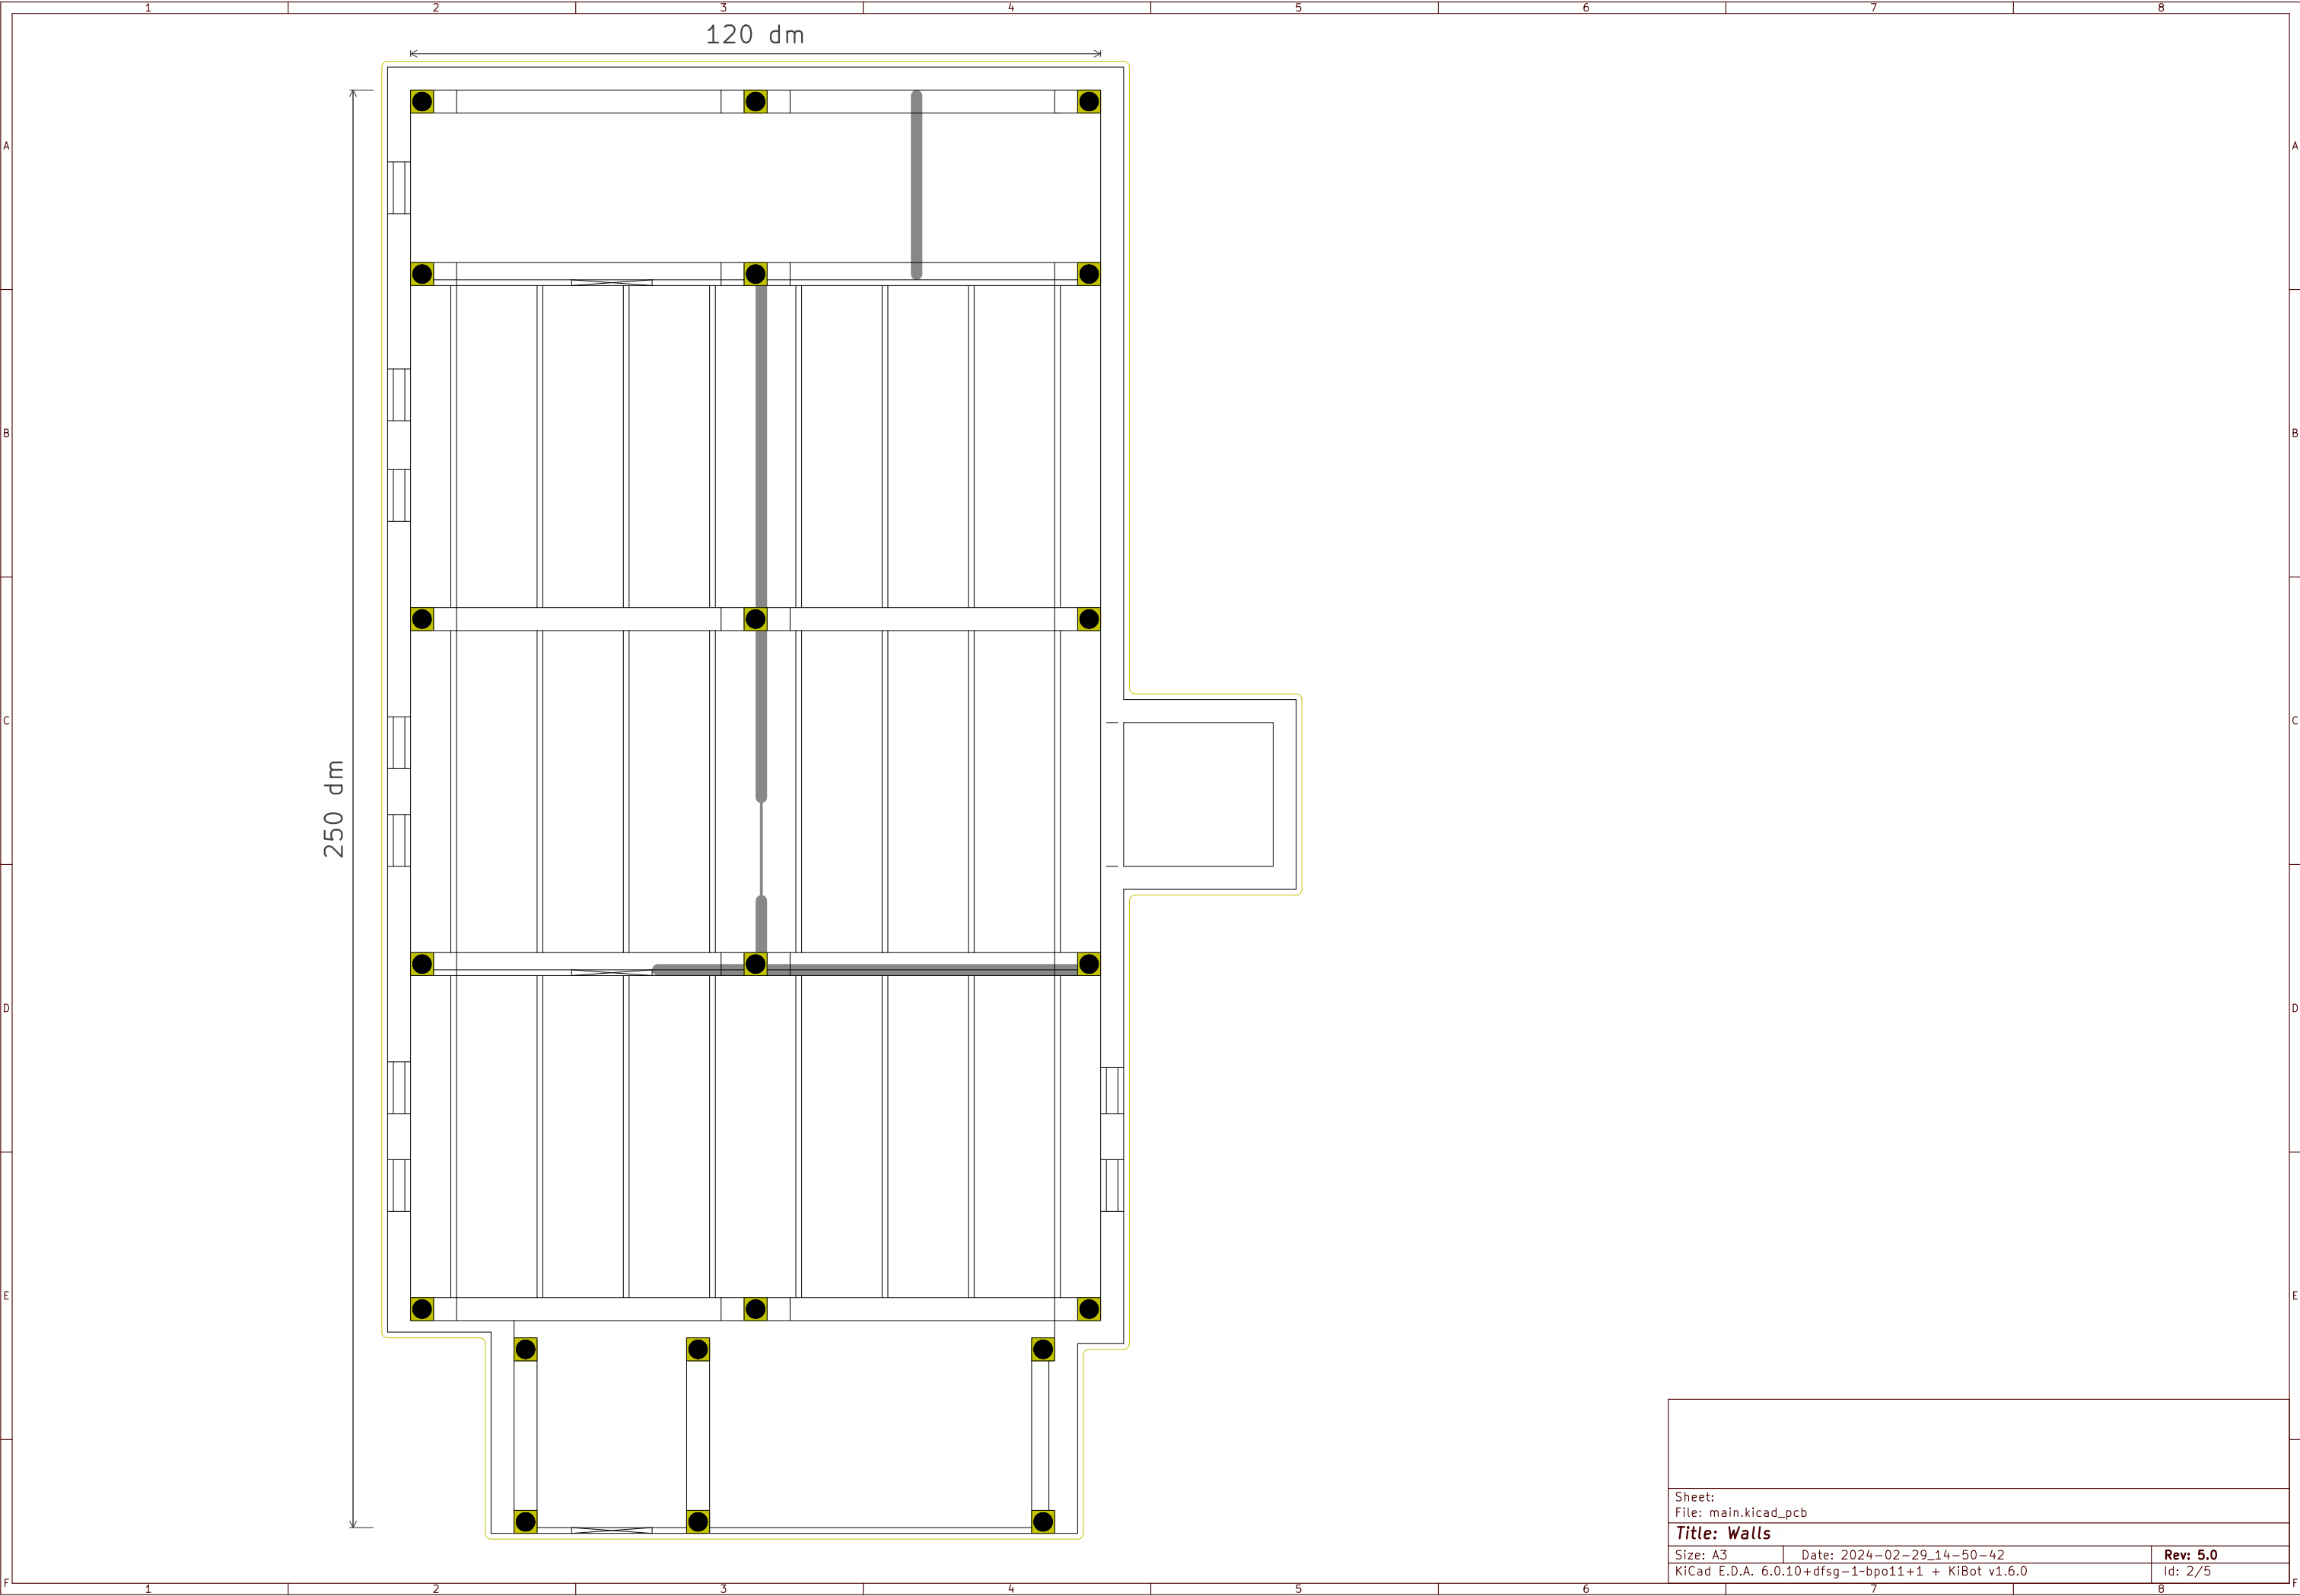 1 2 3 4 5 6 7 8
120 dm
A A
B B
C C
250 dm
D D
E E
Sheet:
File: main.kicad_pcb
Title: Walls
Size: A3 Date: 2024-02-29_14-50-42 Rev: 5.0
KiCad E.D.A. 6.0.10+dfsg-1~bpo11+1 + KiBot v1.6.0 Id: 2/5
F F
1 2 3 4 5 6 7 8